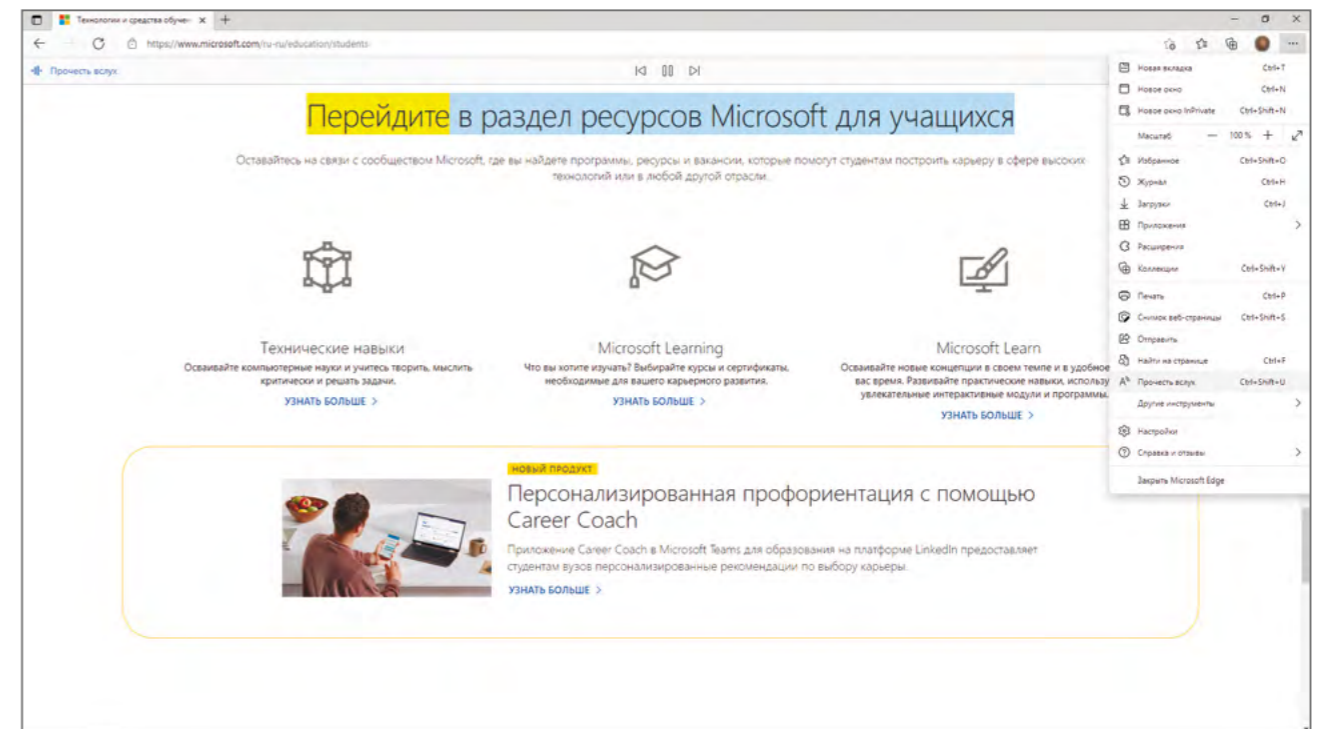 Технологии и средства обучен
https://www.microsoft.com/ru-ru/education/students
Прочесть вслух
Перейдите в раздел ресурсов Microsoft для учащихся
Оставайтесь на связи с сообществом Microsoft, где вы найдете программы, ресурсы и вакансии, которые помогут студентам построить карьеру в сфере высоких
технологий или в любой другой отрасли.
Технические навыки
Осваивайте компьютерные науки и учитесь творить, мыслить
критически и решать задачи.
УЗНАТЬ БОЛЬШЕ >
Microsoft Learning
Что вы хотите изучать? Выбирайте курсы и сертификаты,
необходимые для вашего карьерного развития.
УЗНАТЬ БОЛЬШЕ >
Microsoft Learn
Осваивайте новые концепции в своем темпе и в удобное
вас время. Развивайте практические навыки, использу
увлекательные интерактивные модули и программы.
УЗНАТЬ БОЛЬШЕ >
НОВЫЙ ПРОДУКТ
Персонализированная профориентация с помощью
Career Coach
Приложение Career Coach в Microsoft Teams для образования на платформе LinkedIn предоставляет
студентам вузов персонализированные рекомендации по выбору карьеры.
УЗНАТЬ БОЛЬШЕ >
Новая вкладка Ctrl+T
Новое окно Ctrl+N
Новое окно InPrivate Ctrl+Shift+N
Масштаб — 100 % +
Избранное Ctrl+Shift+O
Журнал Ctrl+H
Загрузки Ctrl+J
Приложения >
Расширения
Коллекции Ctrl+Shift+Y
Печать Ctrl+P
Снимок веб-страницы Ctrl+Shift+S
Отправить
Найти на странице Ctrl+F
Прочесть вслух Ctrl+Shift+U
Другие инструменты >
Настройки
Справка и отзывы >
Закрыть Microsoft Edge